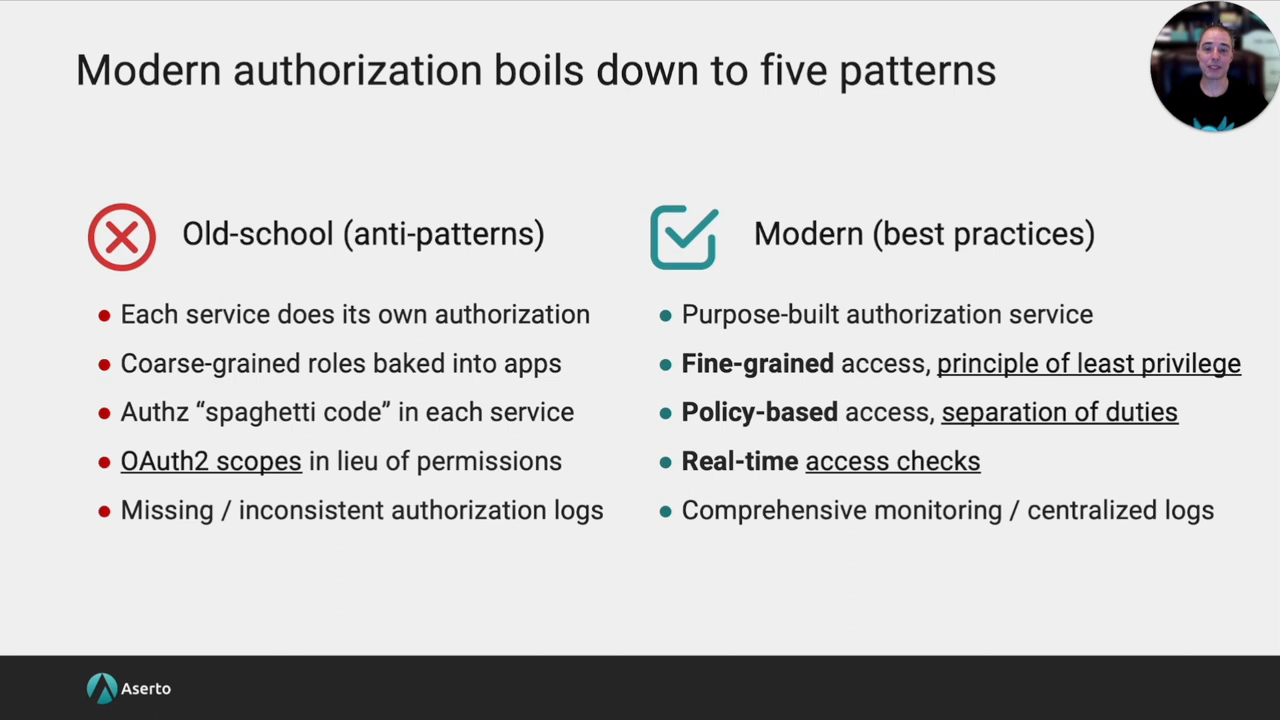 Modern authorization boils down to five patterns
Old-school (anti-patterns)
Each service does its own authorization
Coarse-grained roles baked into apps
Authz “spaghetti code” in each service
OAuth2 scopes in lieu of permissions
Missing / inconsistent authorization logs
Modern (best practices)
Purpose-built authorization service
Fine-grained access, principle of least privilege
Policy-based access, separation of duties
Real-time access checks
Comprehensive monitoring / centralized logs
Aserto